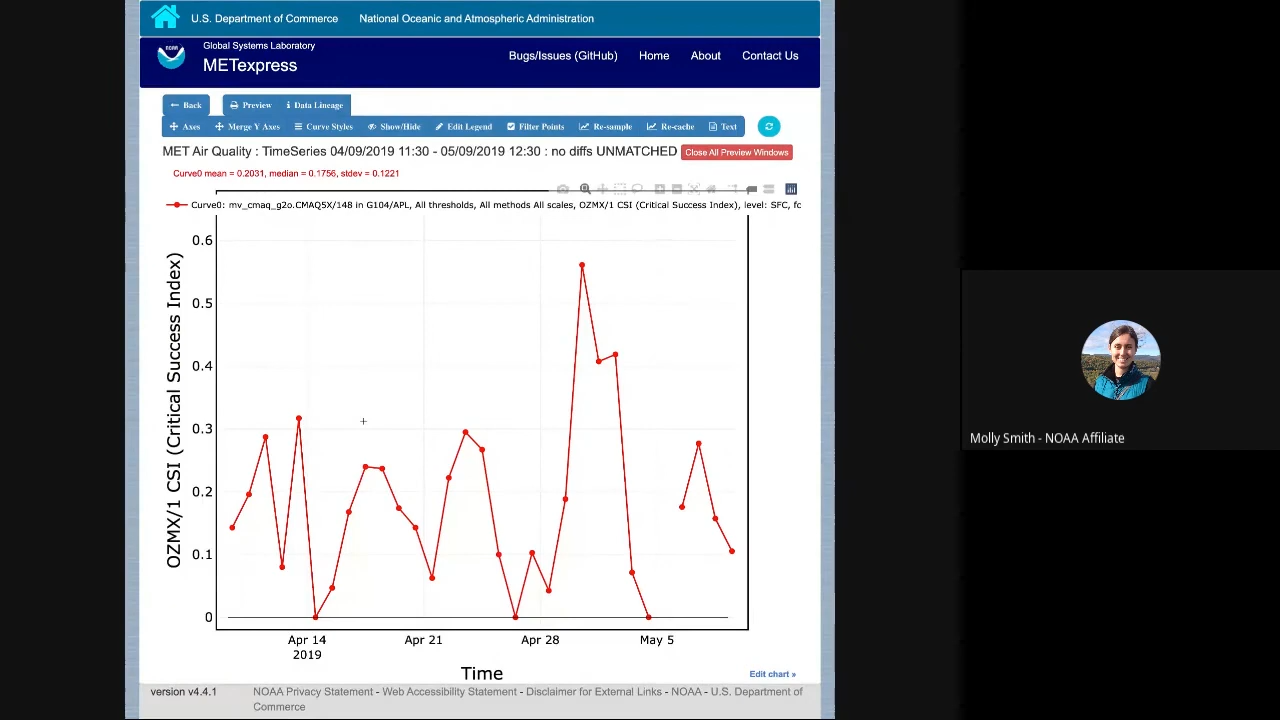 U.S. Department of Commerce National Oceanic and Atmospheric Administration
NOAA
Global Systems Laboratory
METexpress
Bugs/Issues (GitHub) Home About Contact Us
Back Preview Data Lineage
Axes Merge Y Axes Curve Styles Show/Hide Edit Legend Filter Points Re-sample Re-cache Text
MET Air Quality : TimeSeries 04/09/2019 11:30 - 05/09/2019 12:30 : no diffs UNMATCHED Close All Preview Windows
Curve0 mean = 0.2031, median = 0.1756, stdev = 0.1221
Curve0: mv_cmaq_g2o.CMAQ5X/148 in G104/APL, All thresholds, All methods All scales, OZMX/1 CSI (Critical Success Index), level: SFC, fc
OZMX/1 CSI (Critical Success Index)
0.6
0.5
0.4
0.3
0.2
0.1
0
Apr 14 Apr 21 Apr 28 May 5
2019
Time
Edit chart »
version v4.4.1 NOAA Privacy Statement - Web Accessibility Statement - Disclaimer for External Links - NOAA - U.S. Department of
Commerce
Molly Smith - NOAA Affiliate